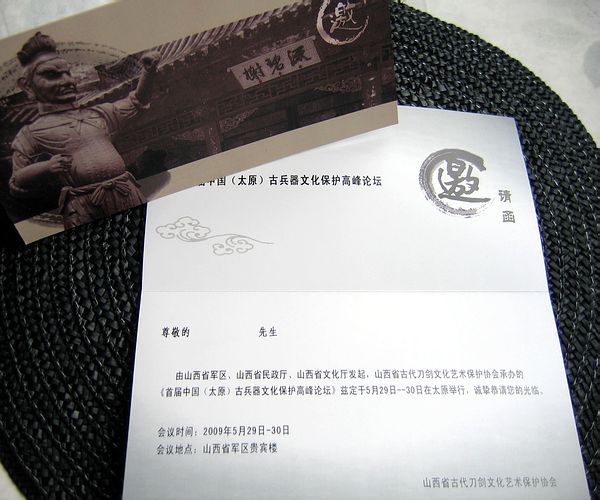 邀
谢碧源
届中国（太原）古兵器文化保护高峰论坛
邀
请函
尊敬的 先生
由山西省军区、山西省民政厅、山西省文化厅发起，山西省古代刀剑文化艺术保护协会承办的
《首届中国（太原）古兵器文化保护高峰论坛》兹定于5月29日--30日在太原举行，诚挚恭请您的光临。
会议时间：2009年5月29日-30日
会议地点：山西省军区贵宾楼
山西省古代刀剑文化艺术保护协会